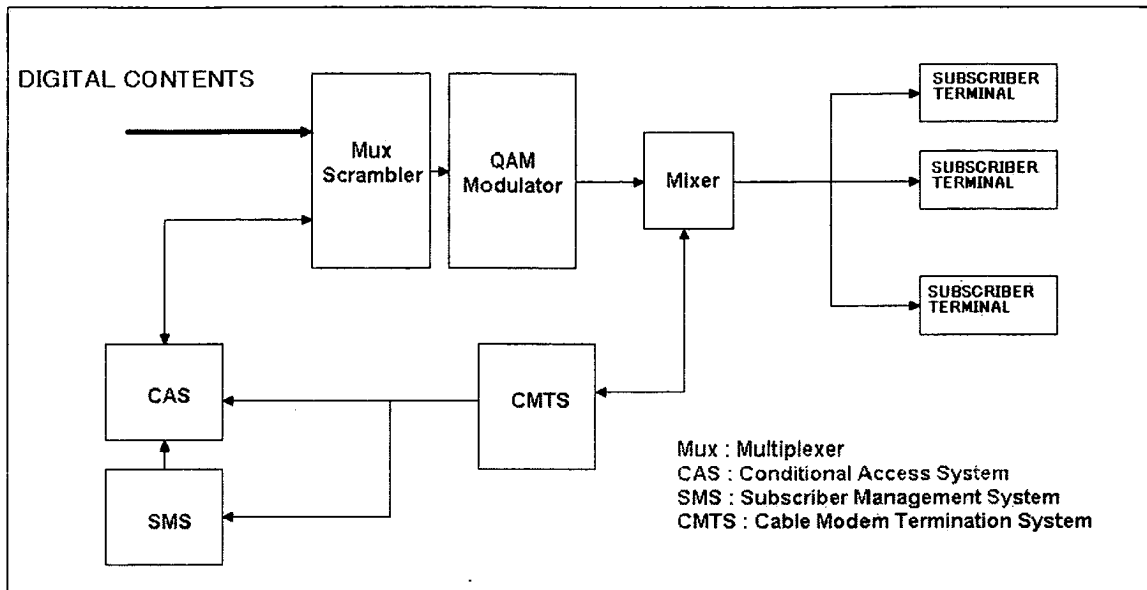 DIGITAL CONTENTS
Mux
Scrambler
QAM
Modulator
Mixer
SUBSCRIBER
TERMINAL
SUBSCRIBER
TERMINAL
SUBSCRIBER
TERMINAL
CAS
CMTS
SMS
Mux : Multiplexer
CAS : Conditional Access System
SMS : Subscriber Management System
CMTS : Cable Modem Termination System